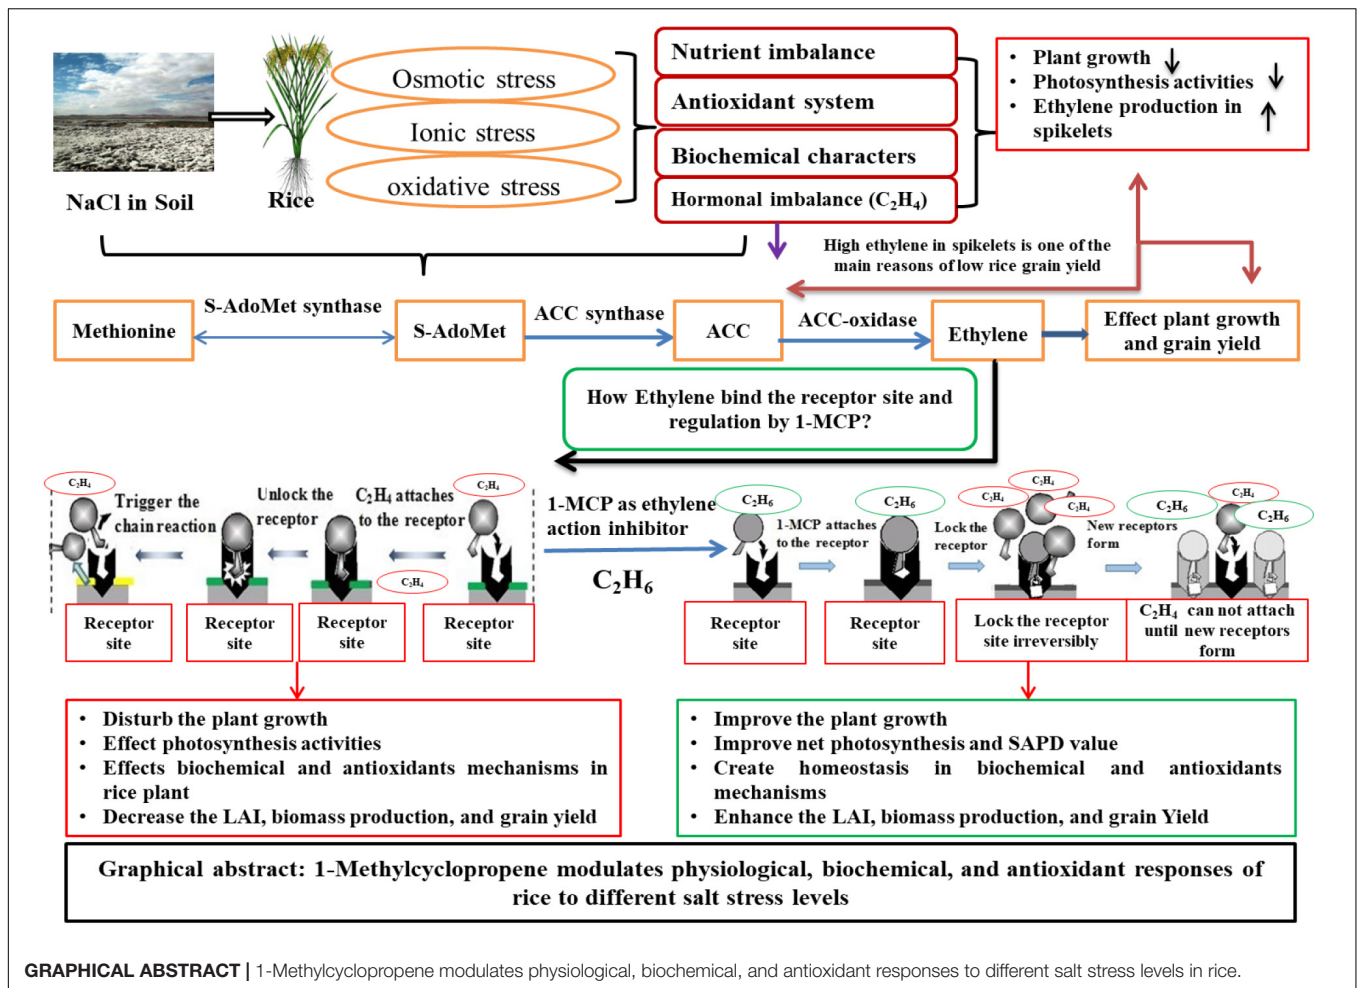 NaCl in Soil
Rice
Osmotic stress
Ionic stress
oxidative stress
Nutrient imbalance
Antioxidant system
Biochemical characters
Hormonal imbalance (C₂H₄)
• Plant growth ↓
• Photosynthesis activities ↓
• Ethylene production in ↑
spikelets
High ethylene in spikelets is one of the
main reasons of low rice grain yield
Methionine
S-AdoMet synthase
S-AdoMet
ACC synthase
ACC
ACC-oxidase
Ethylene
Effect plant growth
and grain yield
How Ethylene bind the receptor site and
regulation by 1-MCP?
C₂H₄
Trigger the
chain reaction
Unlock the
receptor
C₂H₄ attaches
to the receptor
C₂H₄
C₂H₄
Receptor
site
Receptor
site
Receptor
site
Receptor
site
1-MCP as ethylene
action inhibitor
C₂H₆
C₂H₆
1-MCP attaches
to the receptor
C₂H₆
Lock the
receptor
C₂H₄
C₂H₄
C₂H₄
New receptors
form
C₂H₆
C₂H₄
C₂H₆
Receptor
site
Receptor
site
Lock the receptor
site irreversibly
C₂H₄ can not attach
until new receptors
form
• Disturb the plant growth
• Effect photosynthesis activities
• Effects biochemical and antioxidants mechanisms in
rice plant
• Decrease the LAI, biomass production, and grain yield
• Improve the plant growth
• Improve net photosynthesis and SAPD value
• Create homeostasis in biochemical and antioxidants
mechanisms
• Enhance the LAI, biomass production, and grain Yield
Graphical abstract: 1-Methylcyclopropene modulates physiological, biochemical, and antioxidant responses of
rice to different salt stress levels
GRAPHICAL ABSTRACT | 1-Methylcyclopropene modulates physiological, biochemical, and antioxidant responses to different salt stress levels in rice.